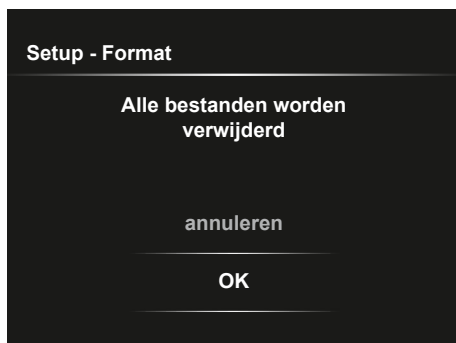 Setup - Format
Alle bestanden worden
verwijderd
annuleren
OK